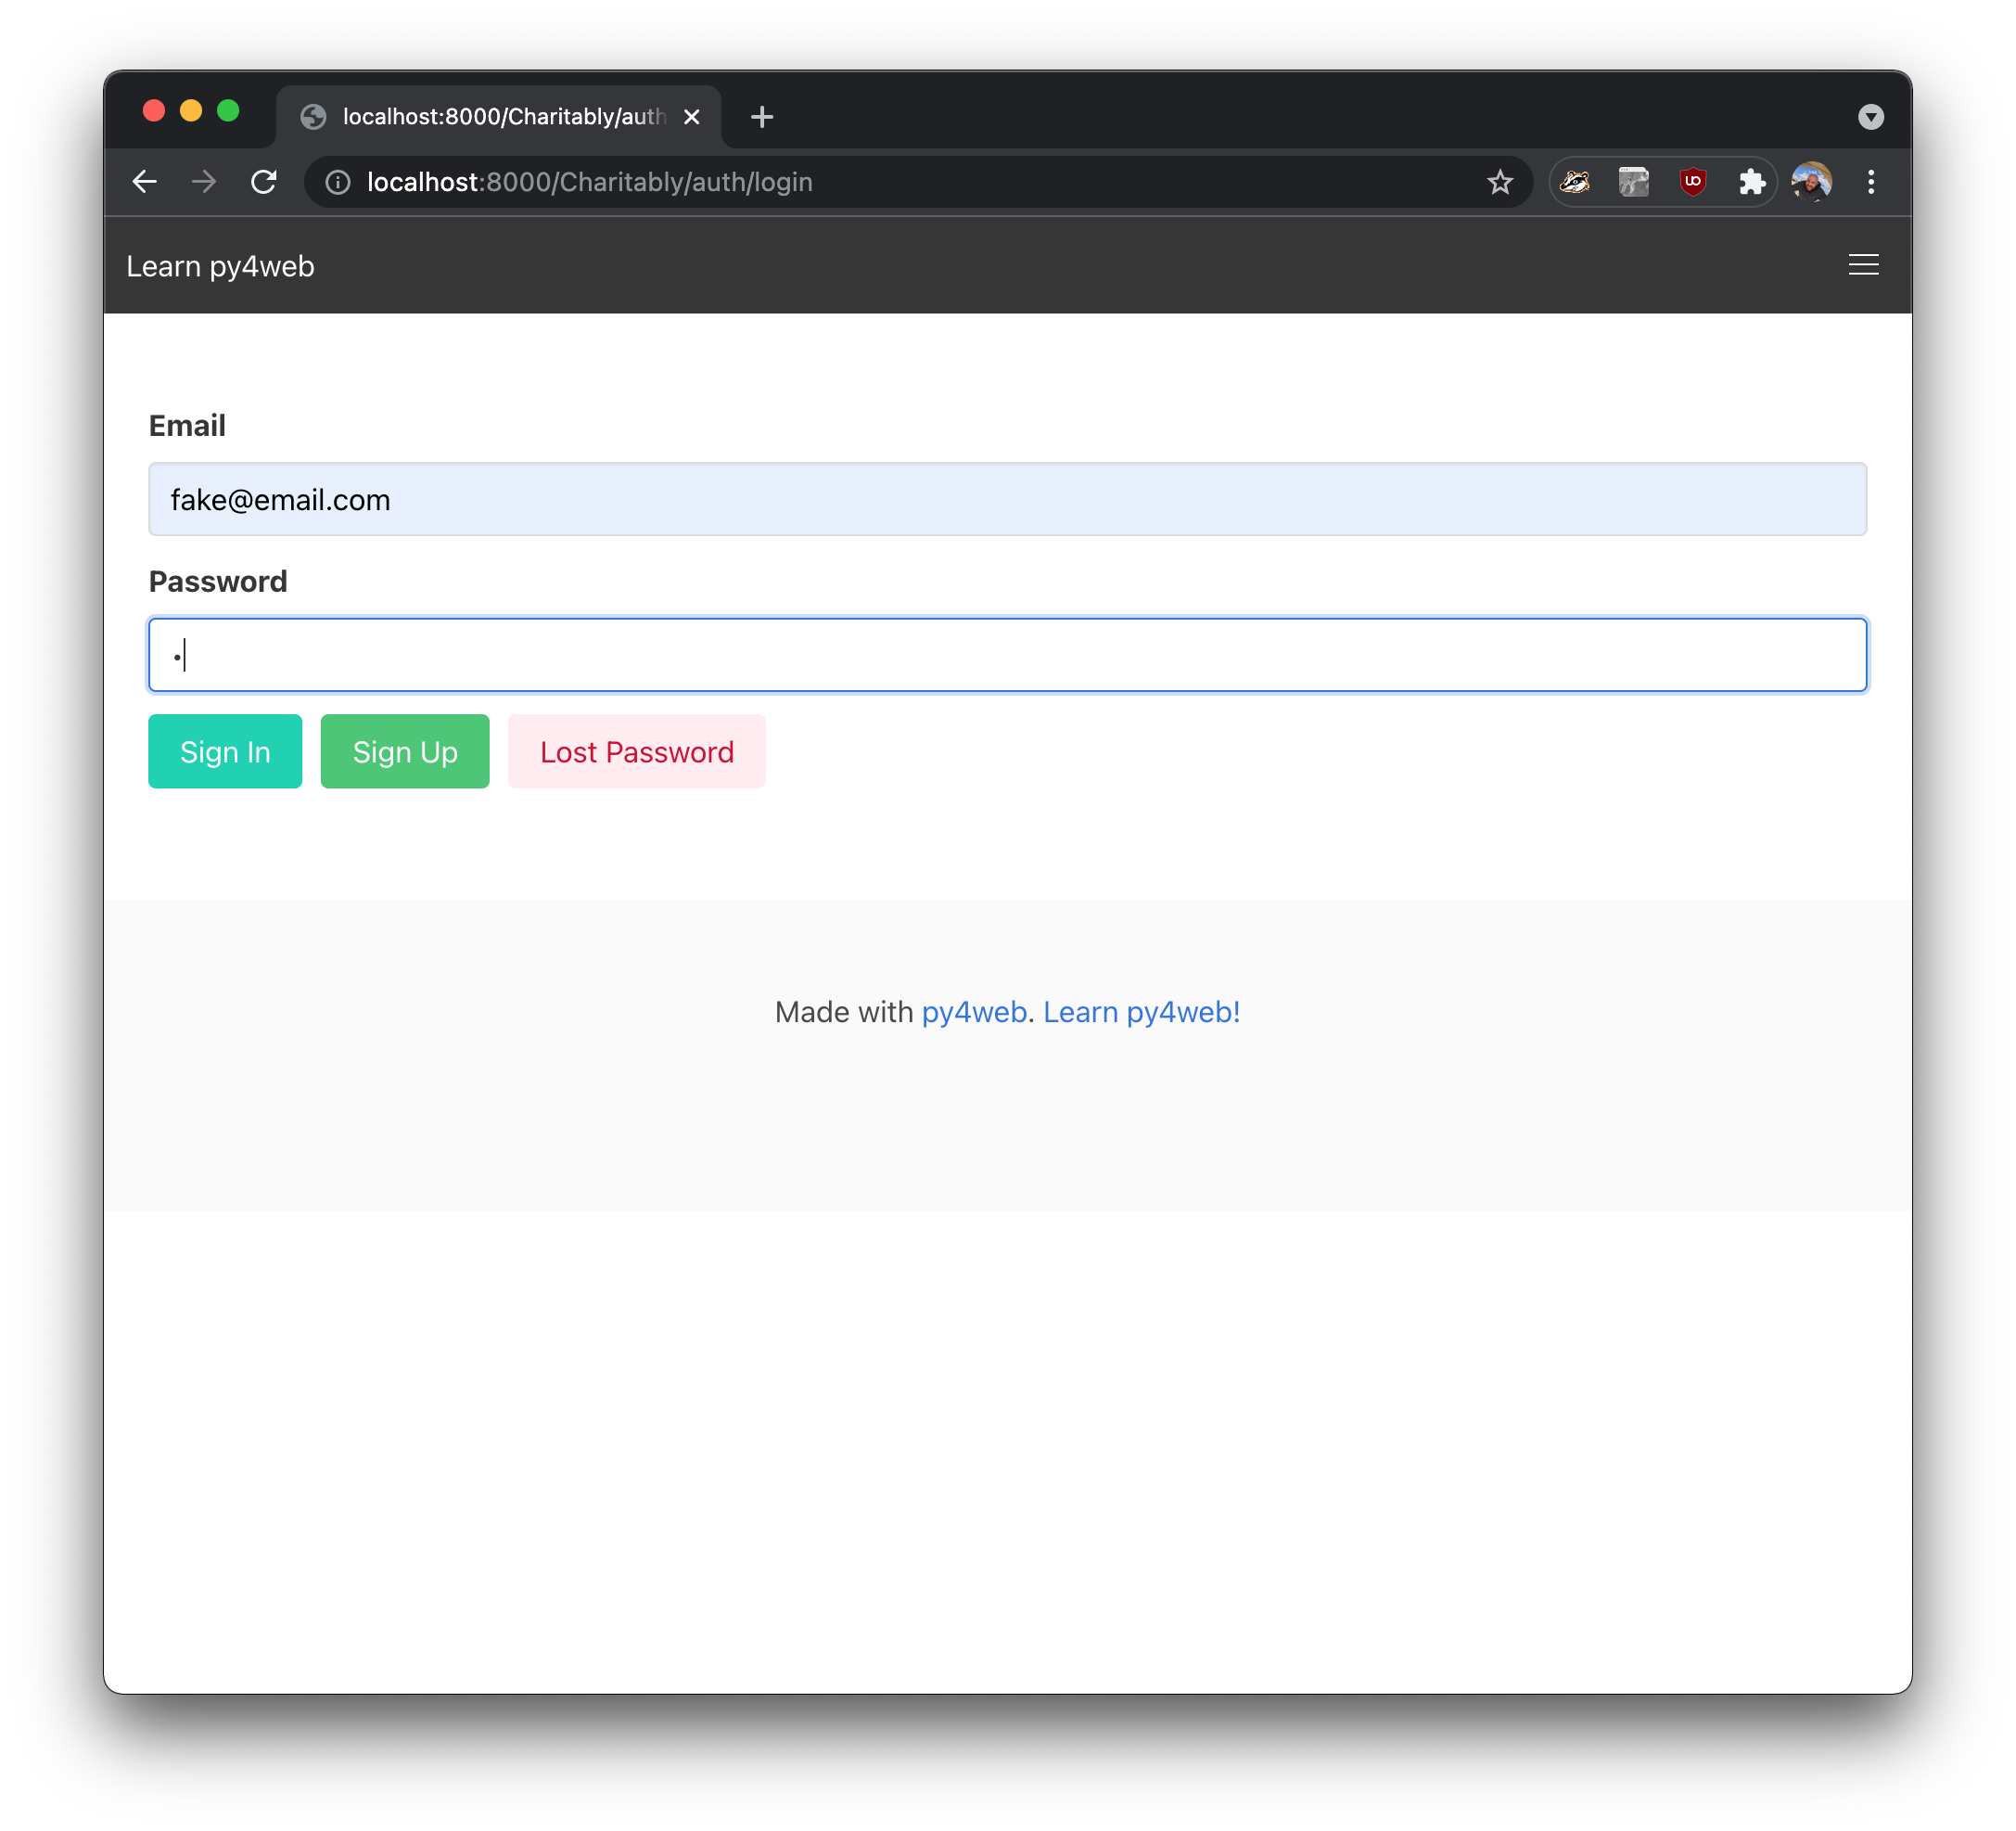 localhost:8000/Charitably/auth
localhost:8000/Charitably/auth/login
Learn py4web
Email
fake@email.com
Password
Sign In Sign Up Lost Password
Made with py4web. Learn py4web!